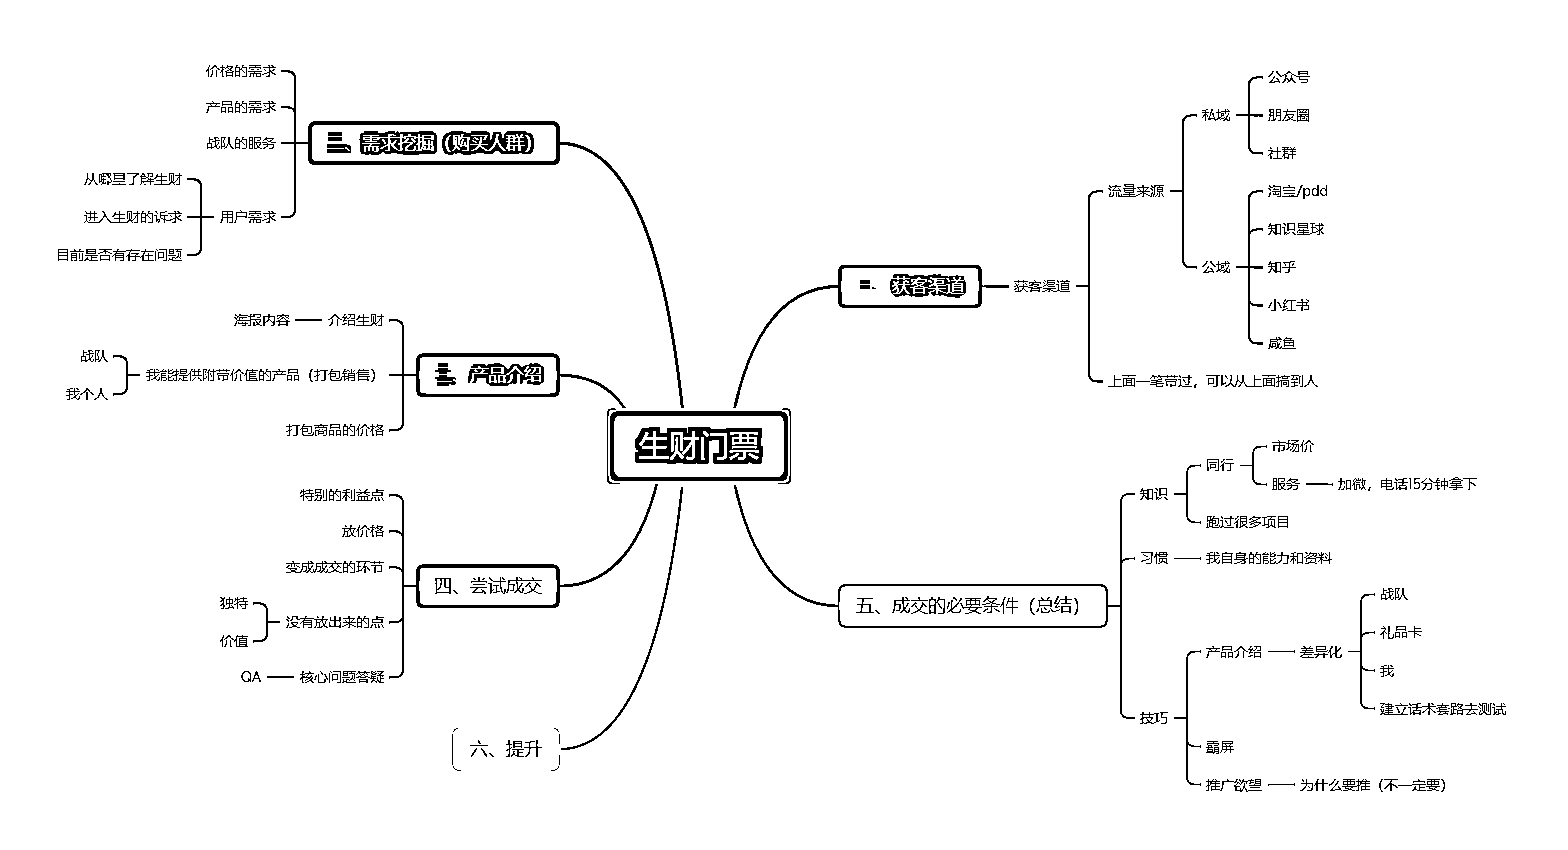 生财门票
获客渠道
获客渠道
流量来源
私域
公众号
朋友圈
社群
公域
淘宝/pdd
知识星球
知乎
小红书
咸鱼
上面一笔带过，可以从上面搞到人
需求挖掘（购买人群）
价格的需求
产品的需求
战队的服务
用户需求
从哪里了解生财
进入生财的诉求
目前是否有存在问题
产品介绍
介绍生财
海报内容
我能提供附带价值的产品（打包销售）
战队
我个人
打包商品的价格
四、尝试成交
特别的利益点
放价格
变成成交的环节
没有放出来的点
独特
价值
核心问题答疑
QA
五、成交的必要条件（总结）
知识
同行
市场价
服务
加微，电话15分钟拿下
跑过很多项目
习惯
我自身的能力和资料
技巧
产品介绍
差异化
战队
礼品卡
我
建立话术套路去测试
霸屏
推广欲望
为什么要推（不一定要）
六、提升